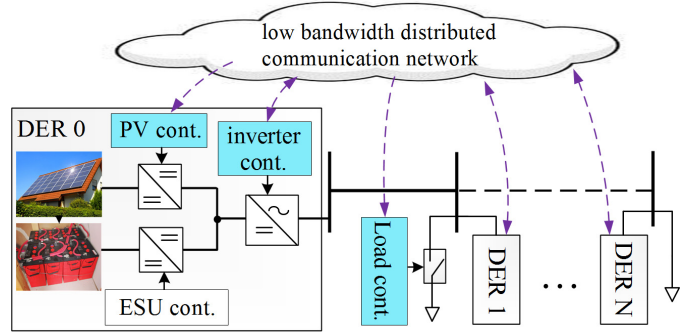 low bandwidth distributed
communication network
DER 0
PV cont.
inverter
cont.
ESU cont.
Load cont.
DER 1
...
DER N